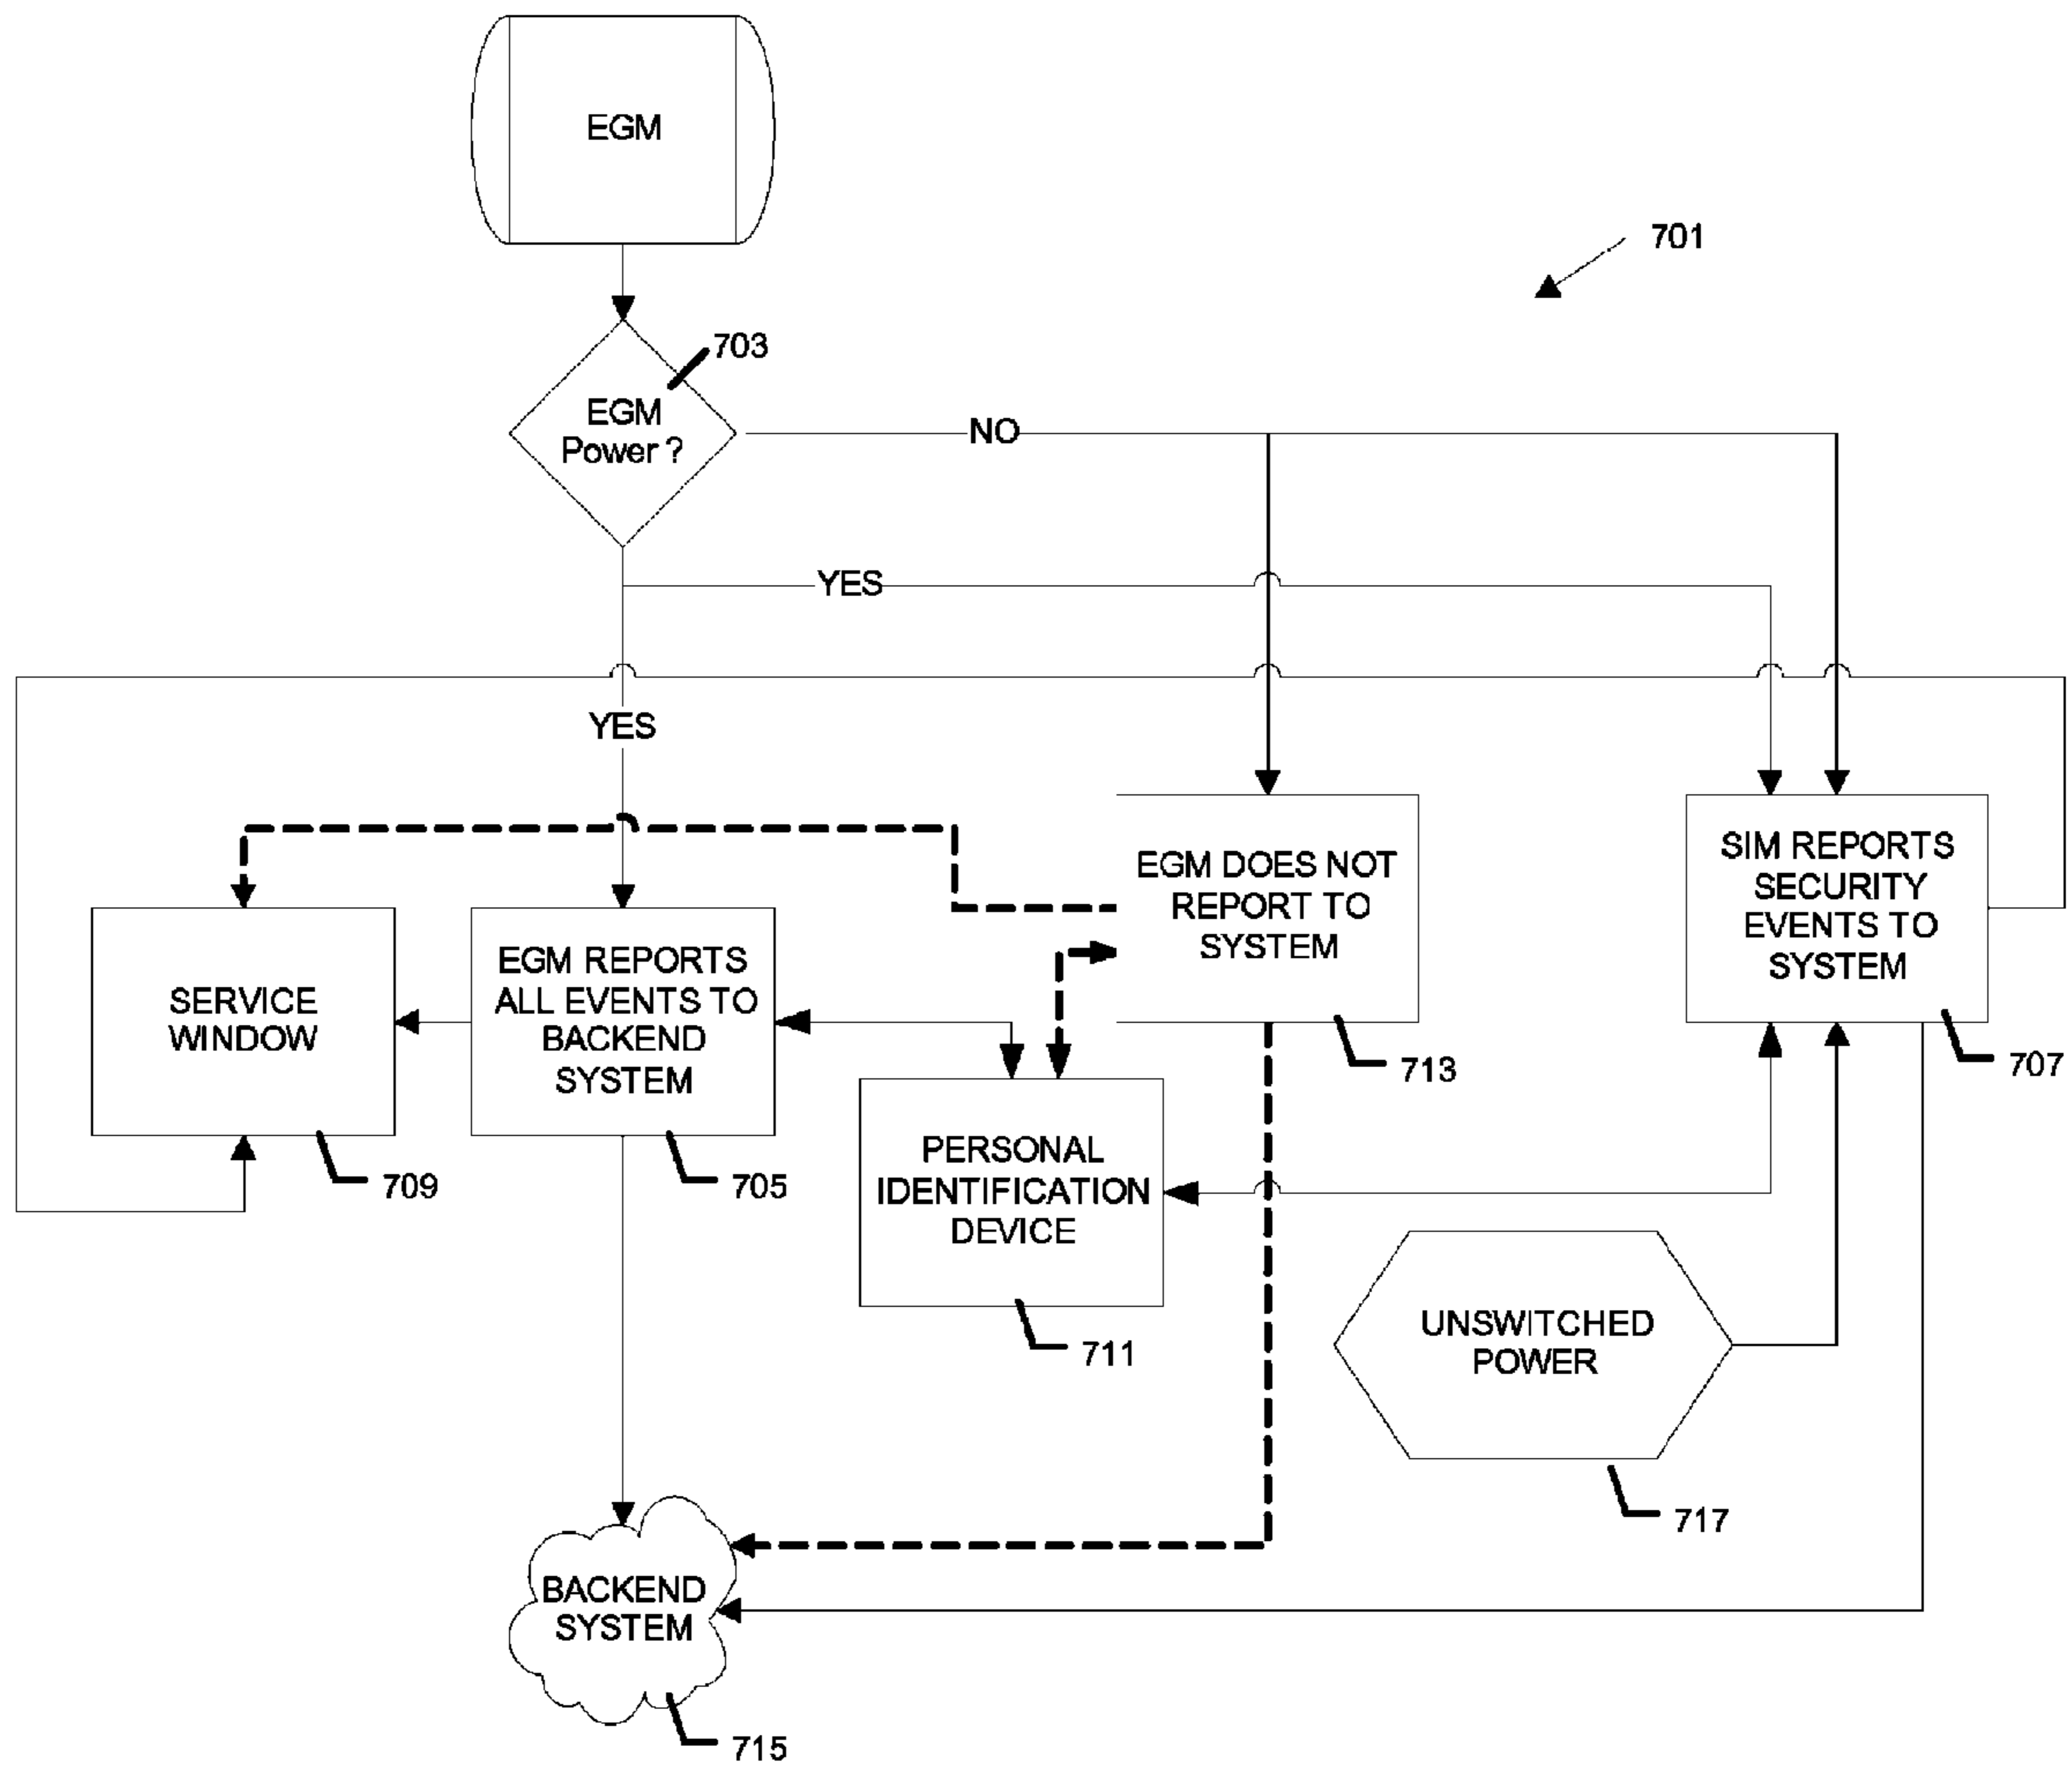 EGM
701
703
EGM
Power ?
NO
YES
YES
EGM DOES NOT
REPORT TO
SYSTEM
SIM REPORTS
SECURITY
EVENTS TO
SYSTEM
SERVICE
WINDOW
EGM REPORTS
ALL EVENTS TO
BACKEND
SYSTEM
713
707
PERSONAL
IDENTIFICATION
DEVICE
709
705
711
UNSWITCHED
POWER
717
BACKEND
SYSTEM
715